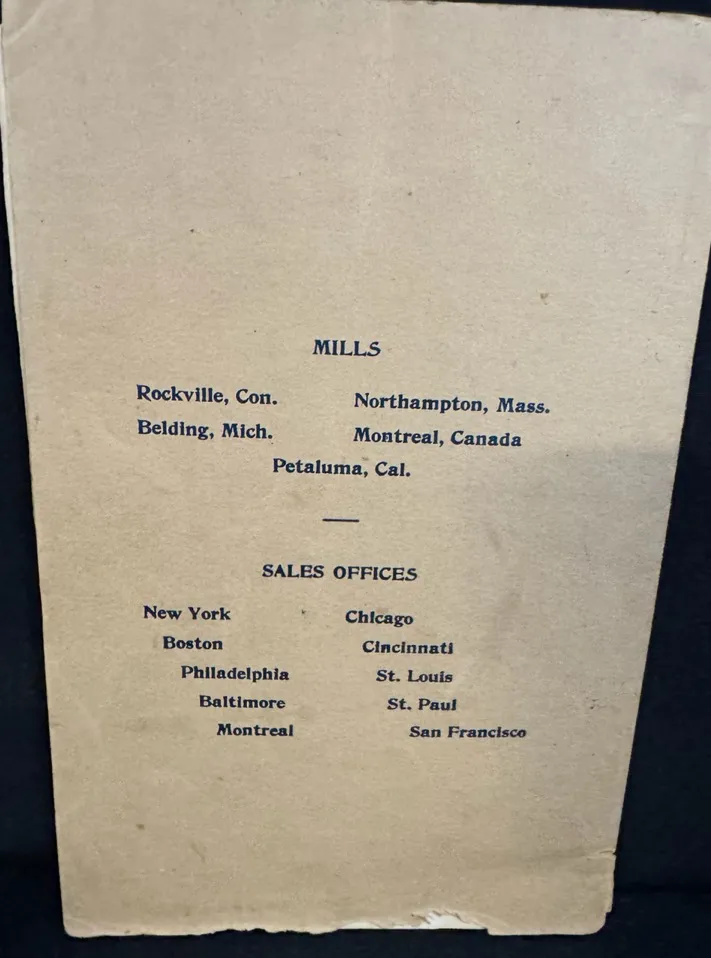 MILLS
Rockville, Con. Northampton, Mass.
Belding, Mich. Montreal, Canada
Petaluma, Cal.
SALES OFFICES
New York Chicago
Boston Cincinnati
Philadelphia St. Louis
Baltimore St. Paul
Montreal San Francisco